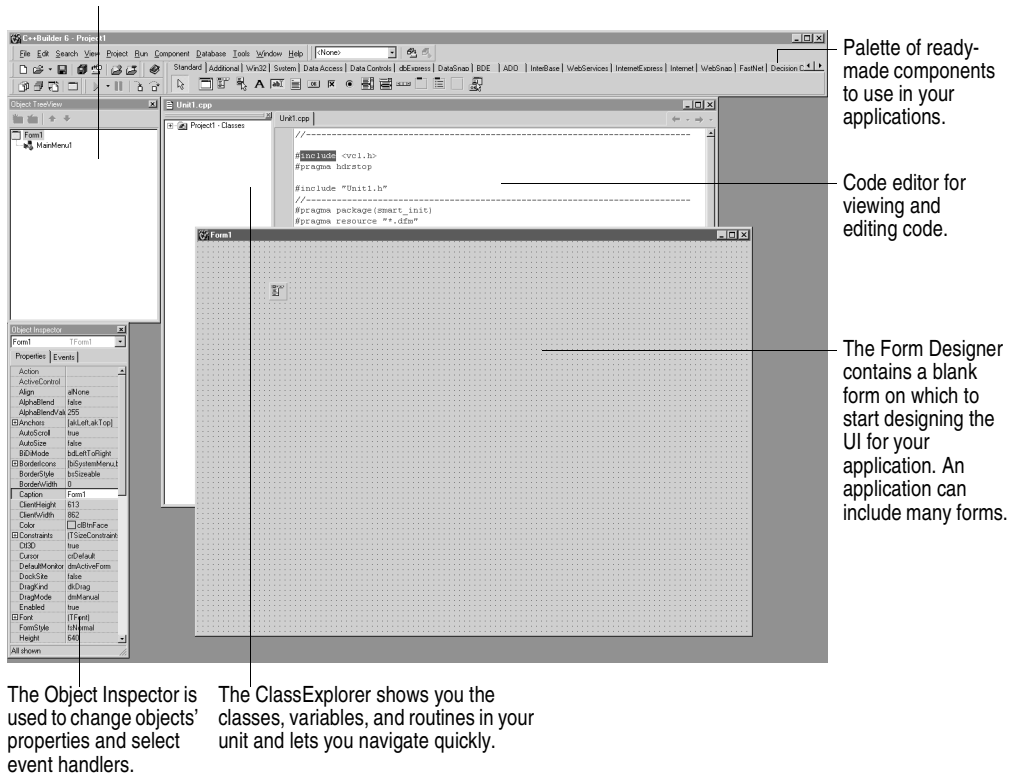 C++Builder 6 - Project1
File Edit Search View Project Run Component Database Tools Window Help <None>
Standard Additional Win32 System Data Access Data Controls dbExpress DataSnap BDE ADO InterBase WebServices InternetExpress Internet WebSnap FastNet Decision C
Palette of ready-
made components
to use in your
applications.
Object TreeView
Form1
MainMenu1
Unit1.cpp
Project1 - Classes
Unit1.cpp
//
#include <vcl.h>
#pragma hdrstop
#include "Unit1.h"
//
#pragma package(smart_init)
#pragma resource "*.dfm"
Code editor for
viewing and
editing code.
Form1
The Form Designer
contains a blank
form on which to
start designing the
UI for your
application. An
application can
include many forms.
Object Inspector
Form1 TForm1
Properties Events
Action
ActiveControl
Align alNone
AlphaBlend false
AlphaBlendValu 255
Anchors [akLeft,akTop]
AutoScroll true
AutoSize false
BiDiMode bdLeftToRight
BorderIcons [biSystemMenu,
BorderStyle bsSizeable
BorderWidth 0
Caption Form1
ClientHeight 613
ClientWidth 862
Color clBtnFace
Constraints (TSizeConstraint
Ctl3D true
Cursor crDefault
DefaultMonitor dmActiveForm
DockSite false
DragKind dkDrag
DragMode dmManual
Enabled true
Font (TFont)
FormStyle fsNormal
Height 640
All shown
The Object Inspector is
used to change objects’
properties and select
event handlers.
The ClassExplorer shows you the
classes, variables, and routines in your
unit and lets you navigate quickly.